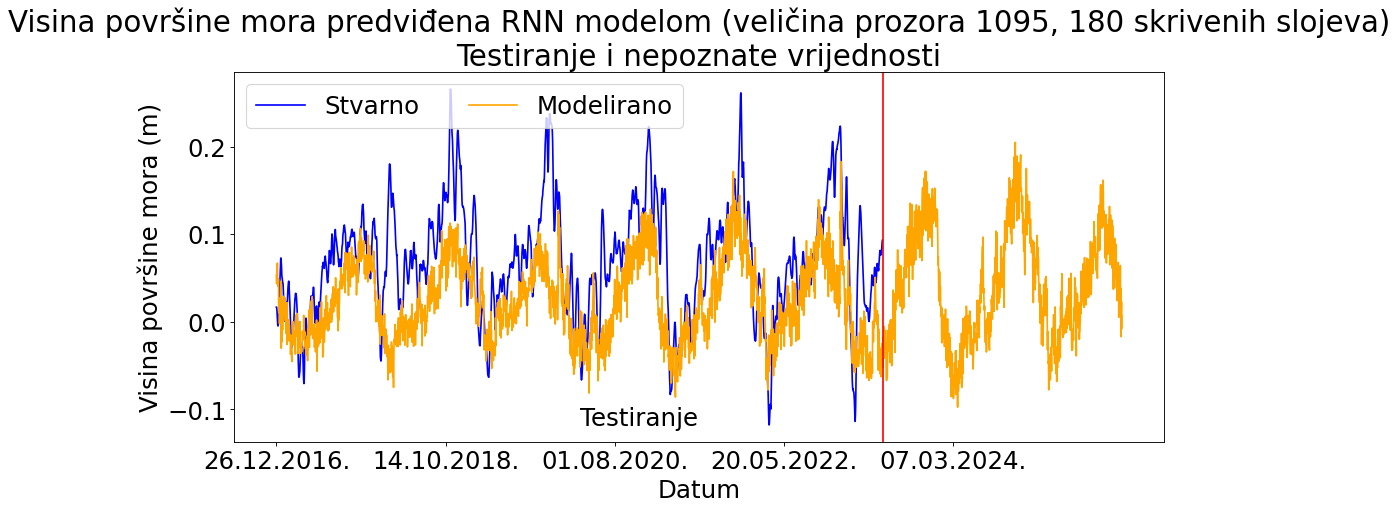 Visina površine mora predviđena RNN modelom (veličina prozora 1095, 180 skrivenih slojeva)
Testiranje i nepoznate vrijednosti
Stvarno
Modelirano
Visina površine mora (m)
0.2
0.1
0.0
−0.1
Testiranje
26.12.2016.
14.10.2018.
01.08.2020.
20.05.2022.
07.03.2024.
Datum